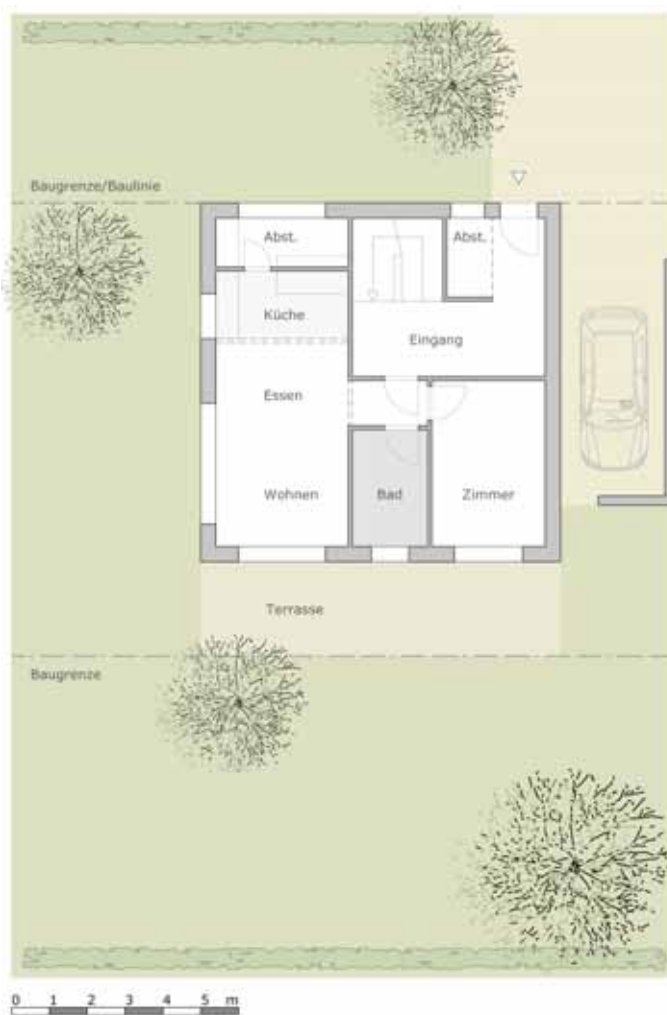 Baugrenze/Baulinie
Abst.
Abst.
Küche
Eingang
Essen
Wohnen
Bad
Zimmer
Terrasse
Baugrenze
0 1 2 3 4 5 m